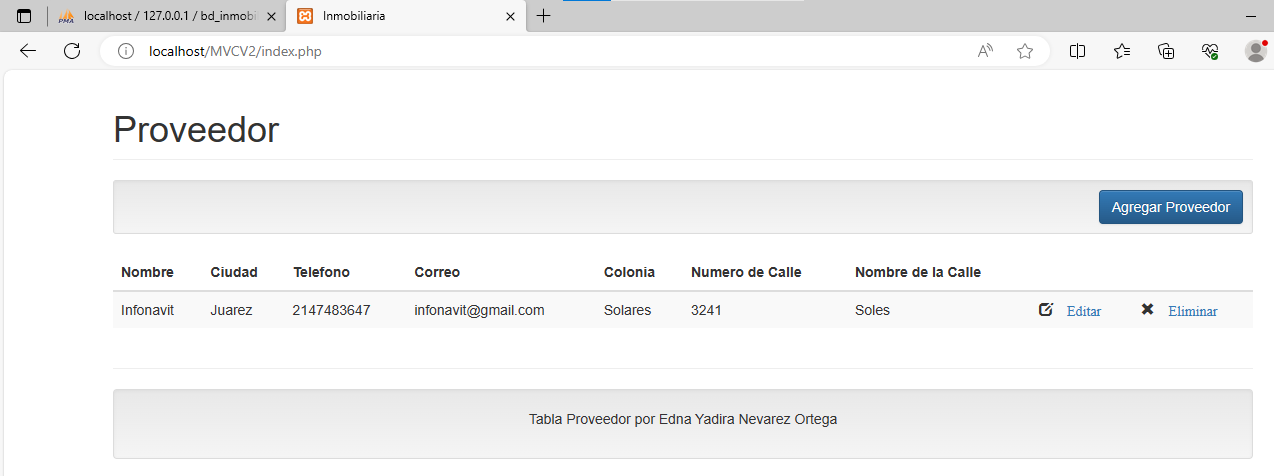 PMA localhost / 127.0.0.1 / bd_inmobi
Inmobiliaria
localhost/MVCV2/index.php
Proveedor
Agregar Proveedor
Nombre Ciudad Telefono Correo Colonia Numero de Calle Nombre de la Calle
Infonavit Juarez 2147483647 infonavit@gmail.com Solares 3241 Soles Editar Eliminar
Tabla Proveedor por Edna Yadira Nevarez Ortega